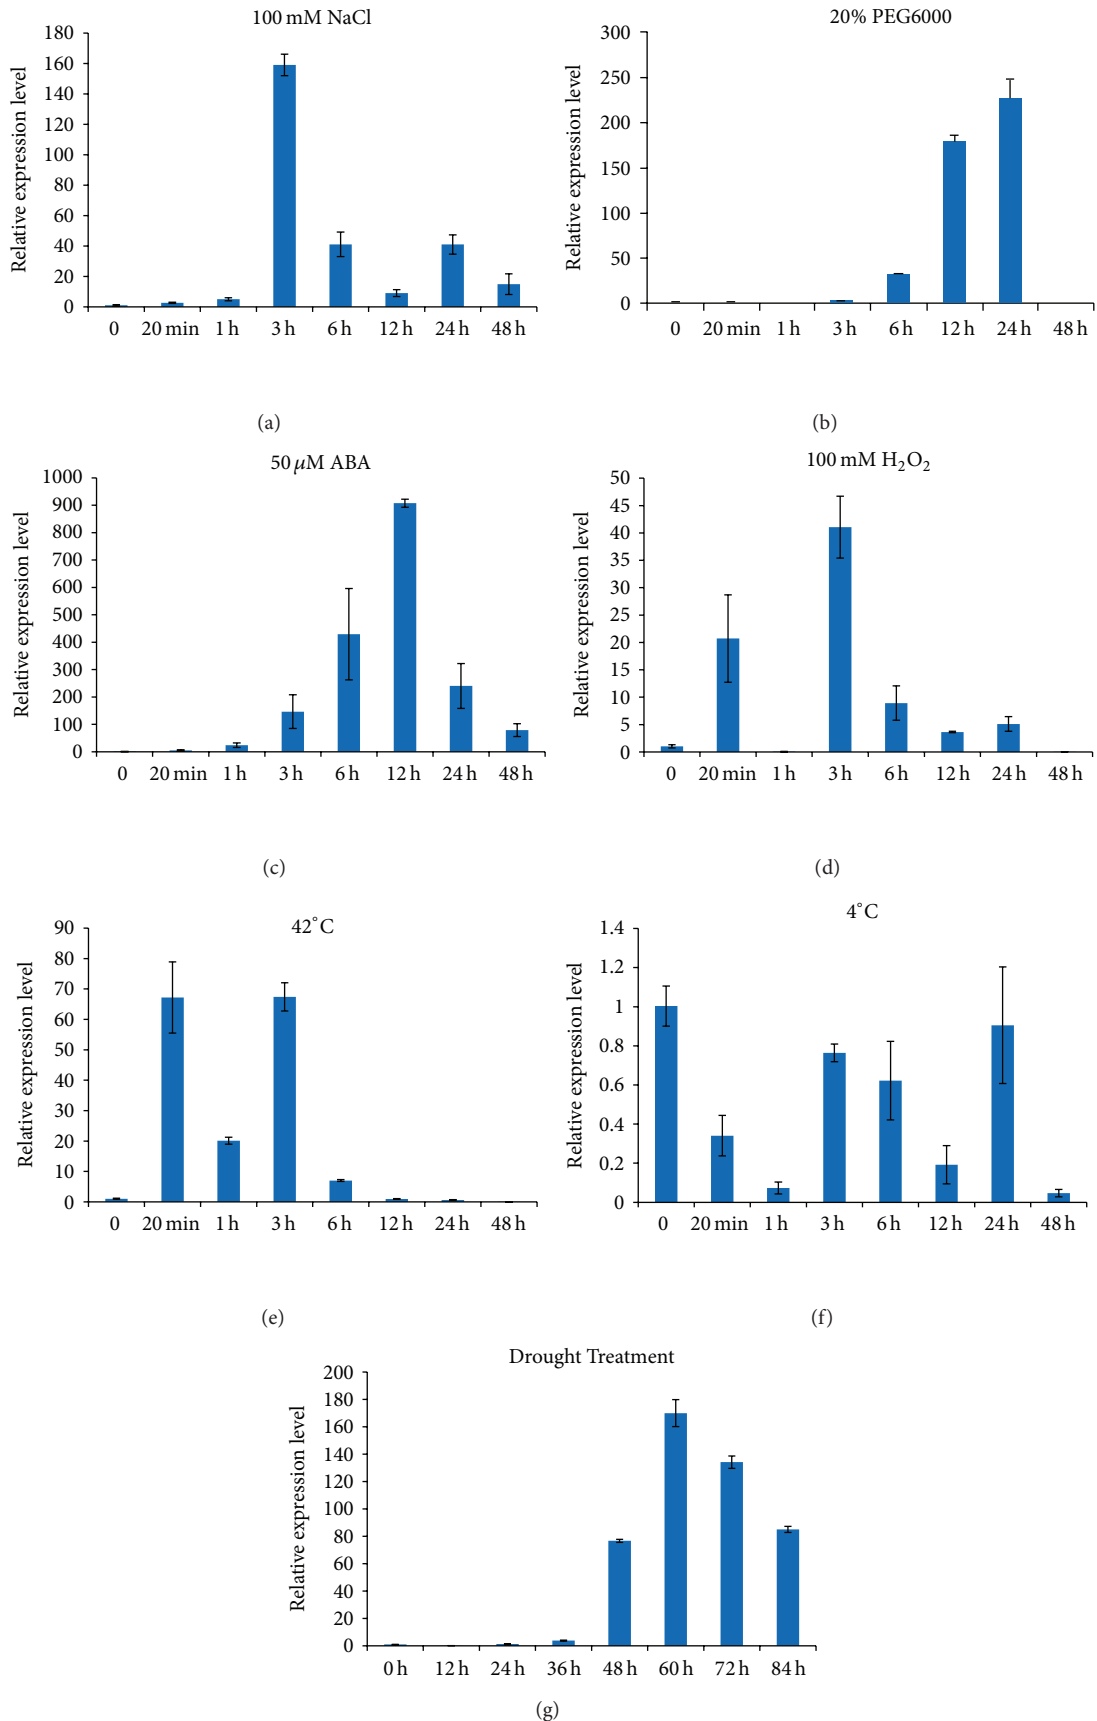 100 mM NaCl
Relative expression level
180
160
140
120
100
80
60
40
20
0
0 20 min 1 h 3 h 6 h 12 h 24 h 48 h
(a)
20% PEG6000
Relative expression level
300
250
200
150
100
50
0
0 20 min 1 h 3 h 6 h 12 h 24 h 48 h
(b)
50 μM ABA
Relative expression level
1000
900
800
700
600
500
400
300
200
100
0
0 20 min 1 h 3 h 6 h 12 h 24 h 48 h
(c)
100 mM H₂O₂
Relative expression level
50
45
40
35
30
25
20
15
10
5
0
0 20 min 1 h 3 h 6 h 12 h 24 h 48 h
(d)
42°C
Relative expression level
90
80
70
60
50
40
30
20
10
0
0 20 min 1 h 3 h 6 h 12 h 24 h 48 h
(e)
4°C
Relative expression level
1.4
1.2
1
0.8
0.6
0.4
0.2
0
0 20 min 1 h 3 h 6 h 12 h 24 h 48 h
(f)
Drought Treatment
Relative expression level
200
180
160
140
120
100
80
60
40
20
0
0 h 12 h 24 h 36 h 48 h 60 h 72 h 84 h
(g)